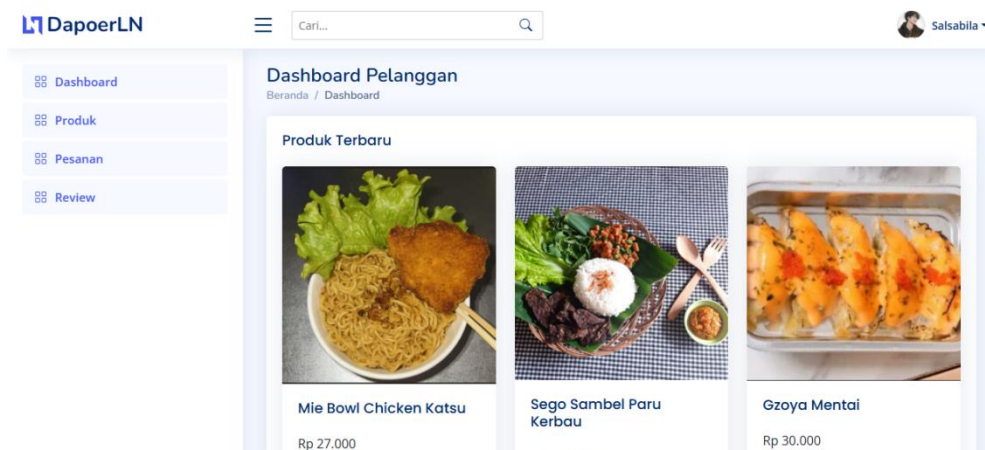 DapoerLN
Cari...
Salsabila
Dashboard
Produk
Pesanan
Review
Dashboard Pelanggan
Beranda / Dashboard
Produk Terbaru
Mie Bowl Chicken Katsu
Rp 27.000
Sego Sambel Paru
Kerbau
Gzoya Mentai
Rp 30.000